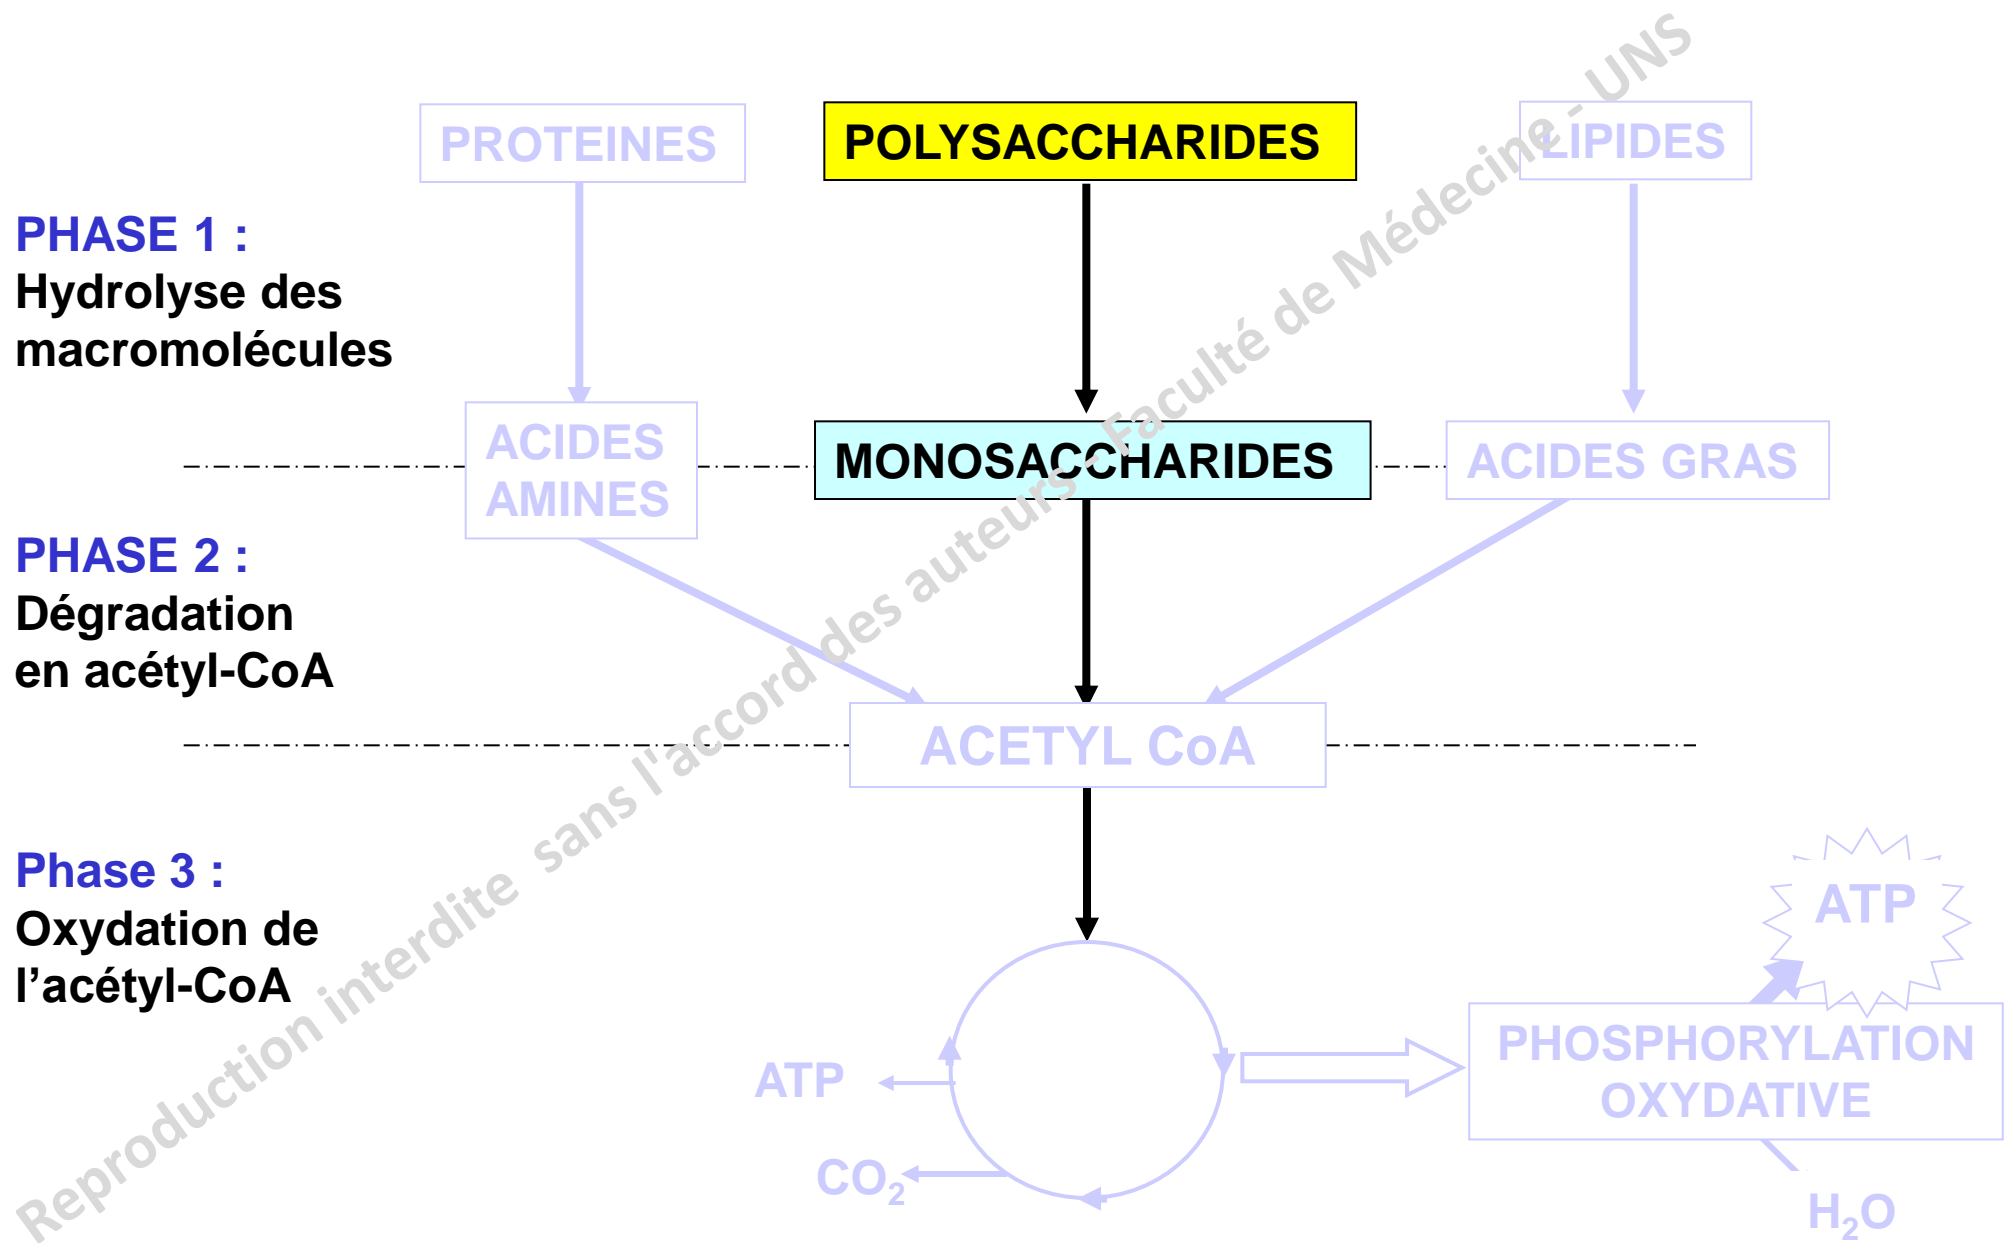 PROTEINES
POLYSACCHARIDES
LIPIDES
PHASE 1 :
Hydrolyse des
macromolécules
ACIDES
AMINES
MONOSACCHARIDES
ACIDES GRAS
PHASE 2 :
Dégradation
en acétyl-CoA
ACETYL CoA
Phase 3 :
Oxydation de
l’acétyl-CoA
ATP
PHOSPHORYLATION
OXYDATIVE
ATP
CO₂
H₂O
Reproduction interdite sans l'accord des auteurs - Faculté de Médecine - UNS